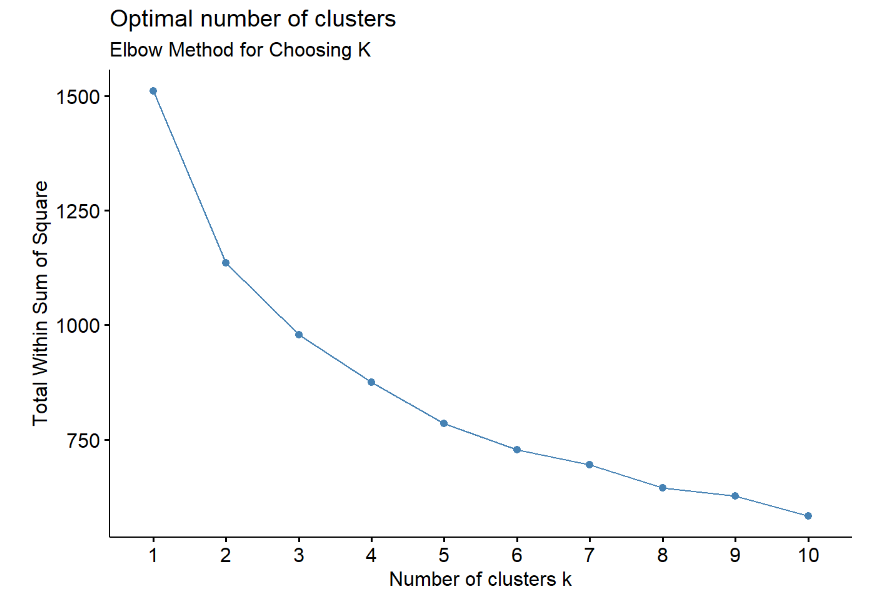 Optimal number of clusters
Elbow Method for Choosing K
Total Within Sum of Square
1500
1250
1000
750
1 2 3 4 5 6 7 8 9 10
Number of clusters k